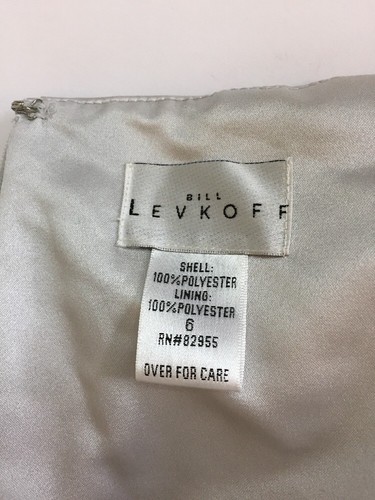 BILL
LEVKOFF
SHELL:
100%POLYESTER
LINING:
100%POLYESTER
6
RN#82955
OVER FOR CARE